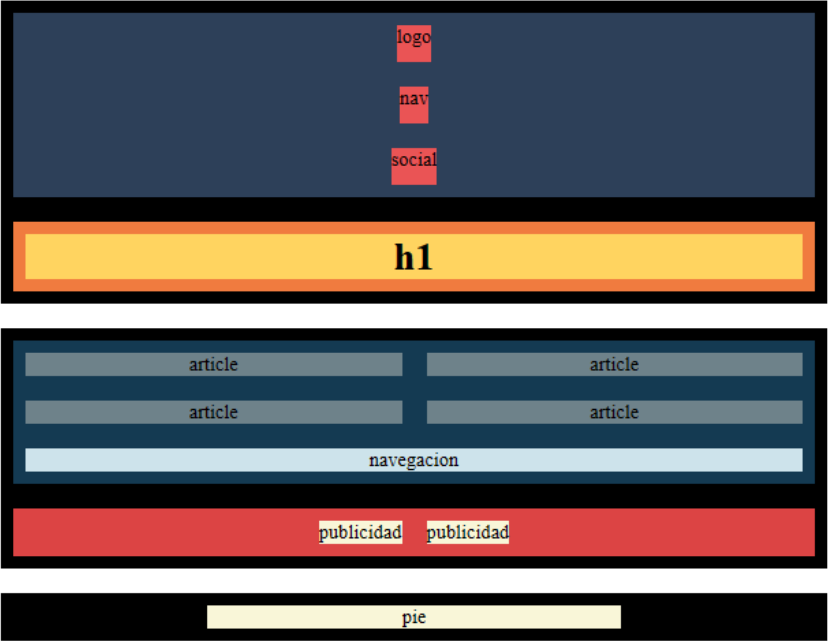 logo
nav
social
h1
article article
article article
navegacion
publicidad publicidad
pie